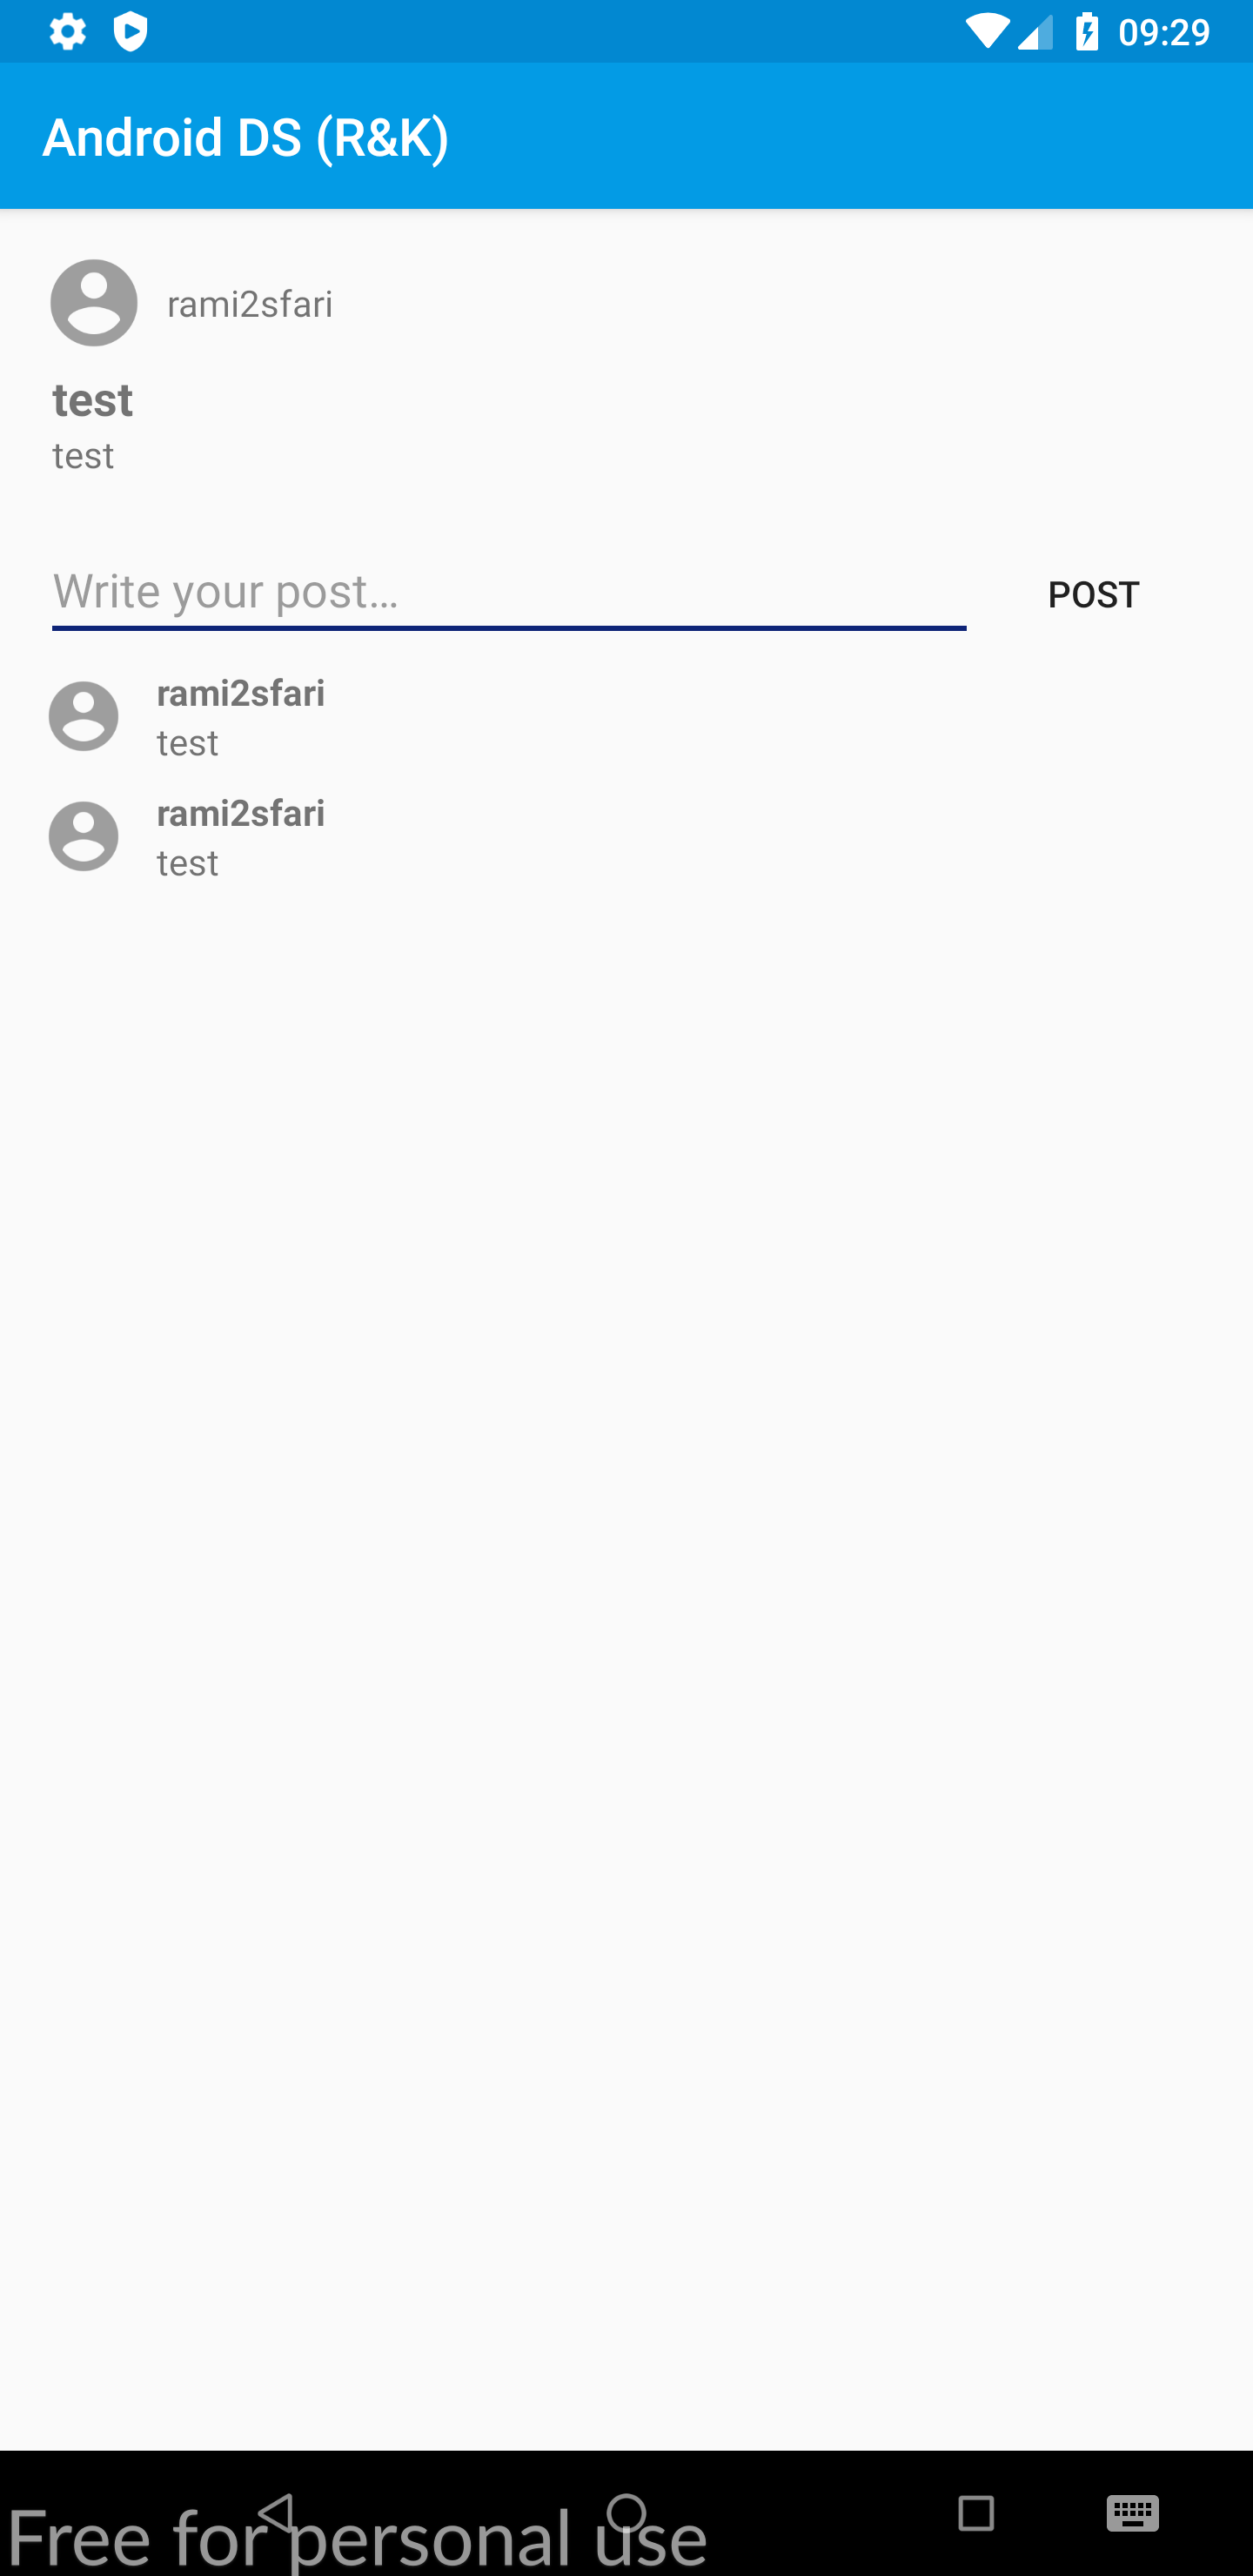 09:29
Android DS (R&K)
rami2sfari
test
test
Write your post...
POST
rami2sfari
test
rami2sfari
test
Free for personal use